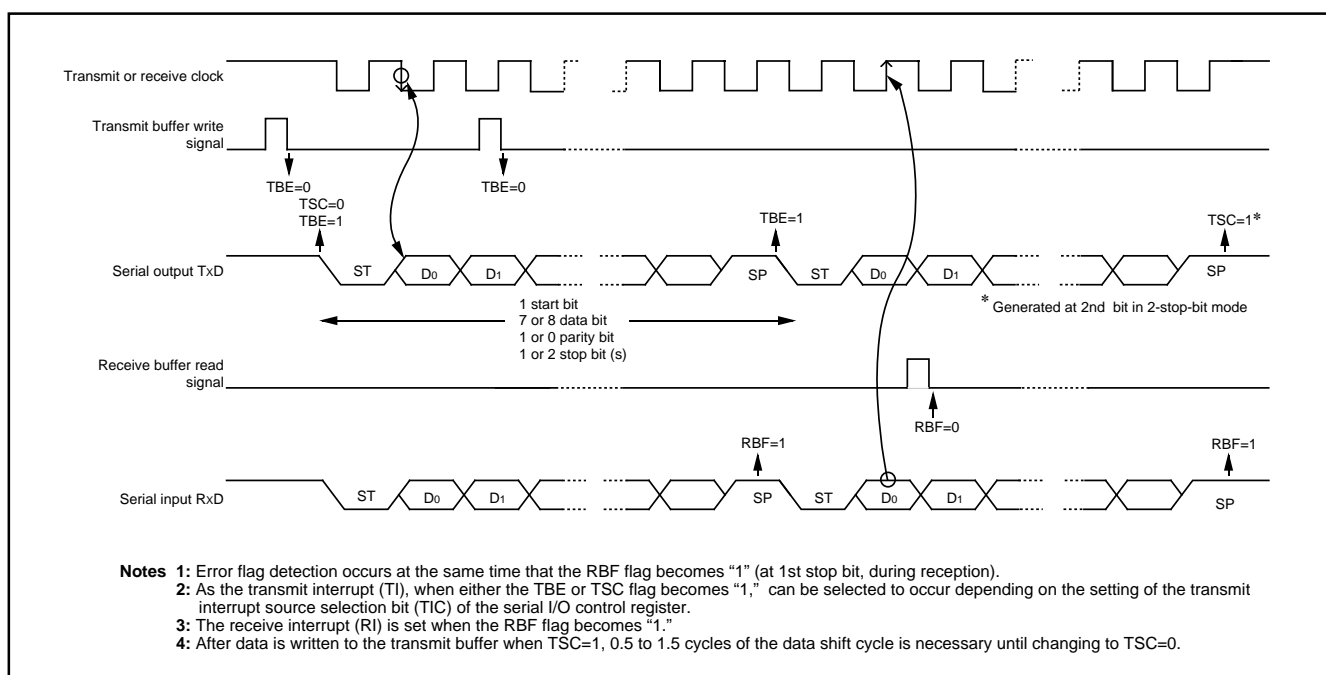 Transmit or receive clock
Transmit buffer write
signal
TBE=0
TSC=0
TBE=1
TBE=0
TBE=1
TSC=1*
Serial output TxD
ST
D0
D1
SP
ST
D0
D1
SP
* Generated at 2nd bit in 2-stop-bit mode
1 start bit
7 or 8 data bit
1 or 0 parity bit
1 or 2 stop bit (s)
Receive buffer read
signal
RBF=0
RBF=1
RBF=1
Serial input RxD
ST
D0
D1
SP
ST
D0
D1
SP
Notes 1: Error flag detection occurs at the same time that the RBF flag becomes “1” (at 1st stop bit, during reception).
2: As the transmit interrupt (TI), when either the TBE or TSC flag becomes “1,” can be selected to occur depending on the setting of the transmit
interrupt source selection bit (TIC) of the serial I/O control register.
3: The receive interrupt (RI) is set when the RBF flag becomes “1.”
4: After data is written to the transmit buffer when TSC=1, 0.5 to 1.5 cycles of the data shift cycle is necessary until changing to TSC=0.